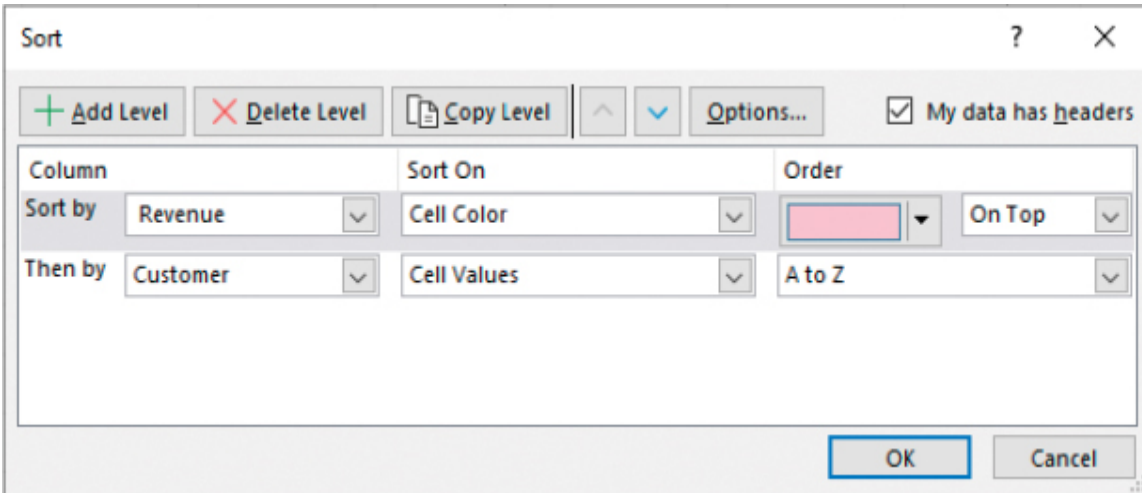 Sort ?
Add Level Delete Level Copy Level Options... My data has headers
Column Sort On Order
Sort by Revenue Cell Color On Top
Then by Customer Cell Values A to Z
OK Cancel